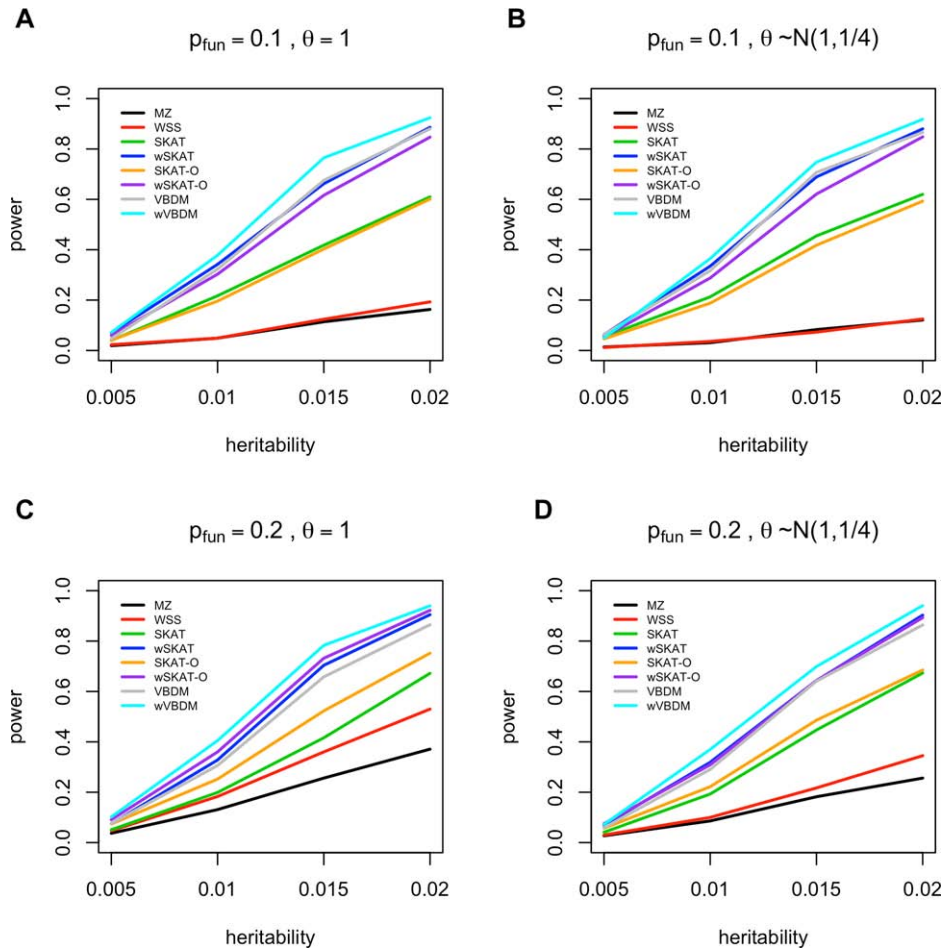 A
p_fun = 0.1 , θ = 1
1.0
0.8
0.6
0.4
0.2
0.0
power
MZ
WSS
SKAT
wSKAT
SKAT-O
wSKAT-O
VBDM
wVBDM
0.005 0.01 0.015 0.02
heritability
B
p_fun = 0.1 , θ ~N(1,1/4)
1.0
0.8
0.6
0.4
0.2
0.0
power
MZ
WSS
SKAT
wSKAT
SKAT-O
wSKAT-O
VBDM
wVBDM
0.005 0.01 0.015 0.02
heritability
C
p_fun = 0.2 , θ = 1
1.0
0.8
0.6
0.4
0.2
0.0
power
MZ
WSS
SKAT
wSKAT
SKAT-O
wSKAT-O
VBDM
wVBDM
0.005 0.01 0.015 0.02
heritability
D
p_fun = 0.2 , θ ~N(1,1/4)
1.0
0.8
0.6
0.4
0.2
0.0
power
MZ
WSS
SKAT
wSKAT
SKAT-O
wSKAT-O
VBDM
wVBDM
0.005 0.01 0.015 0.02
heritability